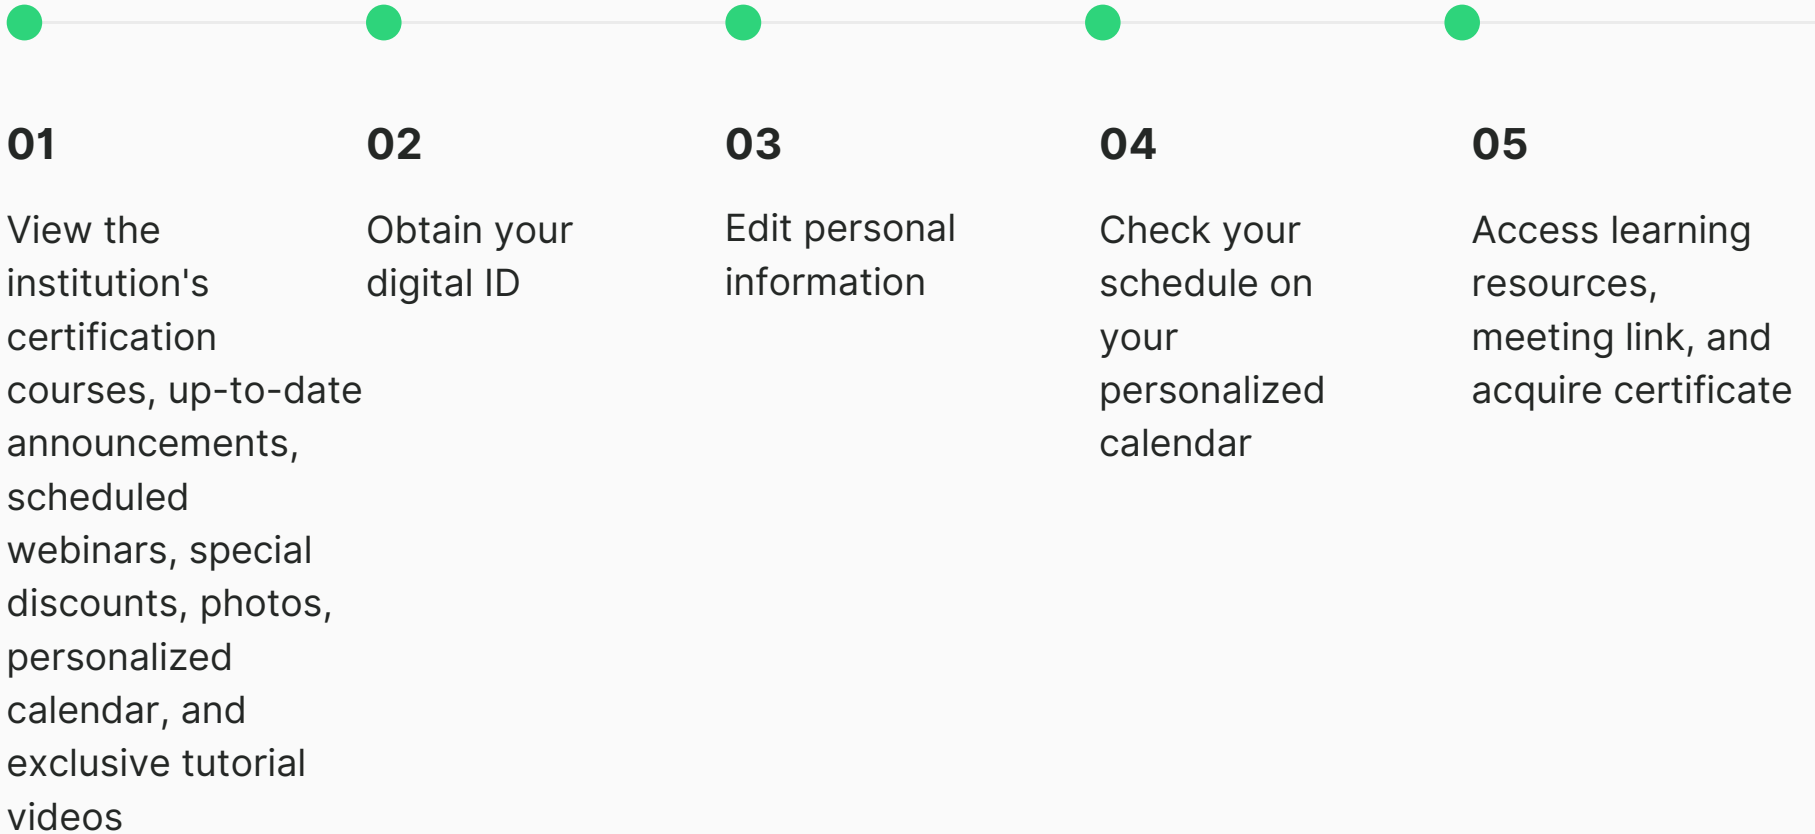 01
View the
institution's
certification
courses, up-to-date
announcements,
scheduled
webinars, special
discounts, photos,
personalized
calendar, and
exclusive tutorial
videos
02
Obtain your
digital ID
03
Edit personal
information
04
Check your
schedule on
your
personalized
calendar
05
Access learning
resources,
meeting link, and
acquire certificate